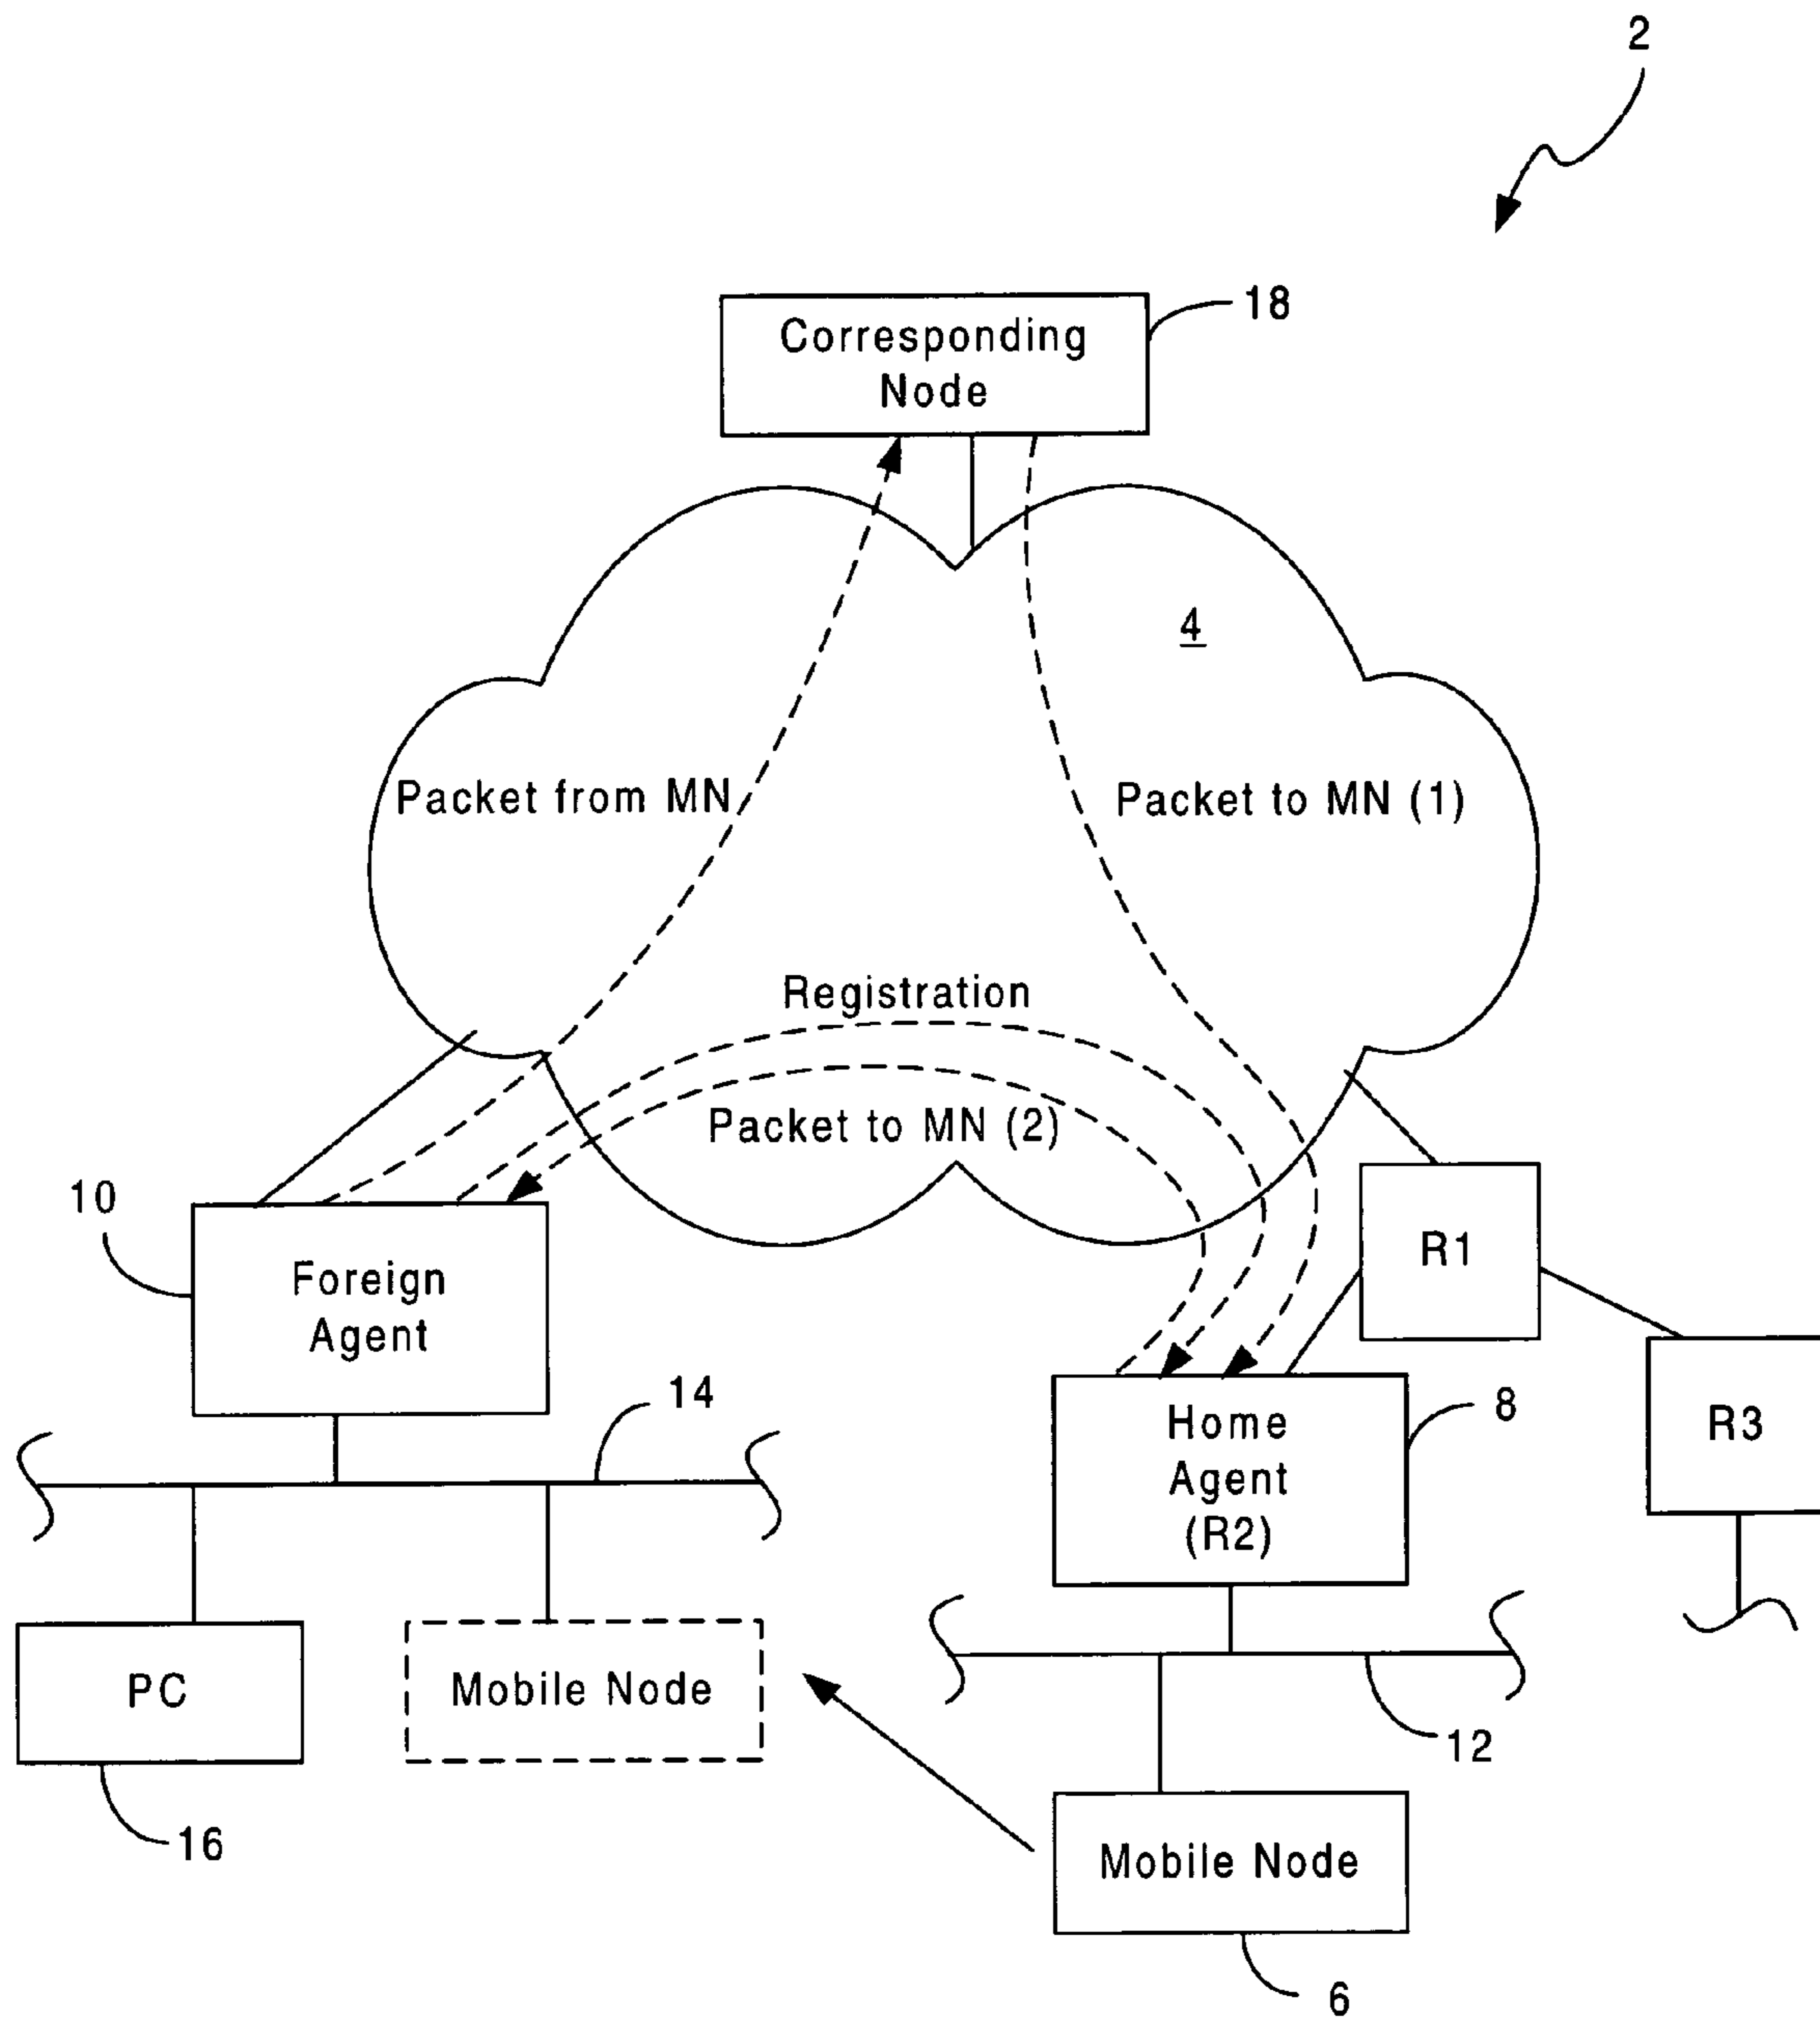 2
18
Corresponding
Node
4
Packet from MN
Packet to MN (1)
Registration
Packet to MN (2)
10
Foreign
Agent
R1
14
Home
Agent
(R2)
8
R3
PC
Mobile Node
12
16
Mobile Node
6